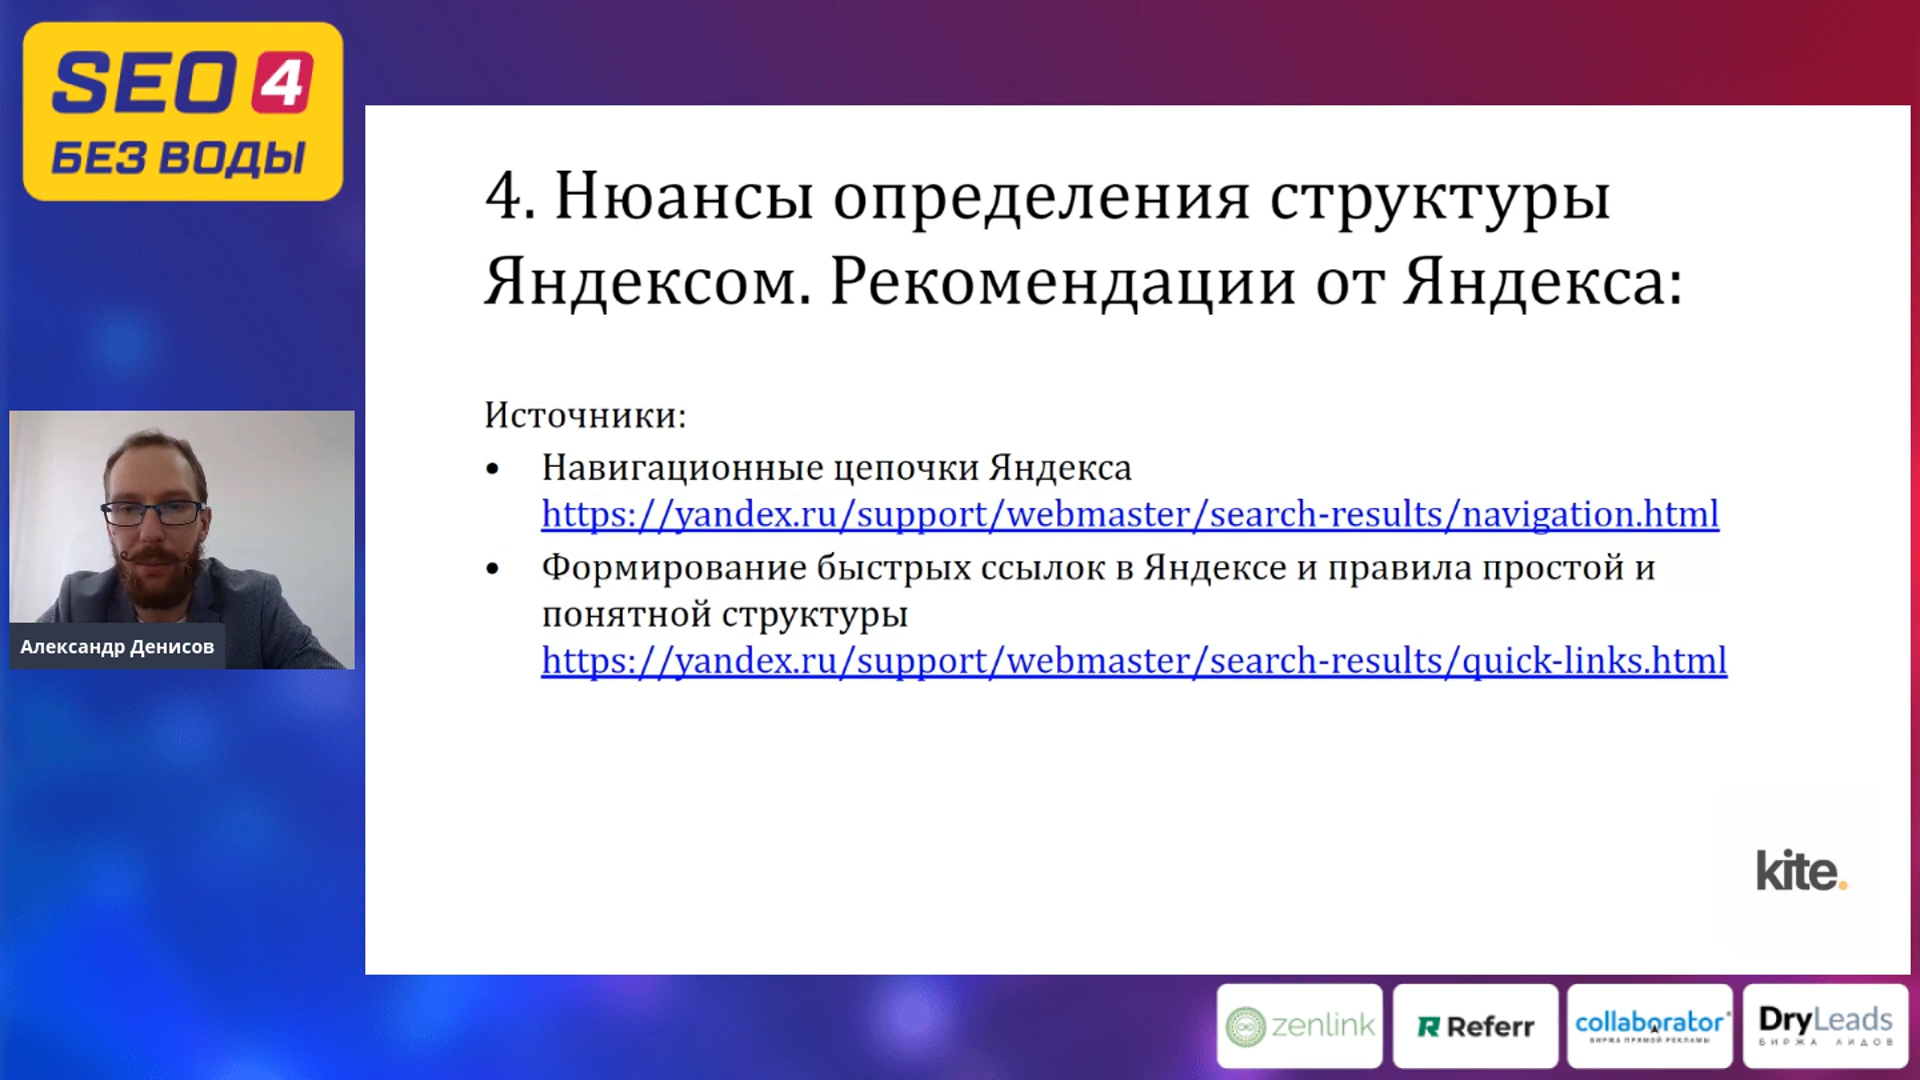 SEO 4
БЕЗ ВОДЫ
4. Нюансы определения структуры
Яндексом. Рекомендации от Яндекса:
Источники:
• Навигационные цепочки Яндекса
https://yandex.ru/support/webmaster/search-results/navigation.html
• Формирование быстрых ссылок в Яндексе и правила простой и
понятной структуры
https://yandex.ru/support/webmaster/search-results/quick-links.html
Александр Денисов
kite.
zenlink
Referr
collaborator
БИРЖА ПРЯМОЙ РЕКЛАМЫ
DryLeads
БИРЖА ЛИДОВ